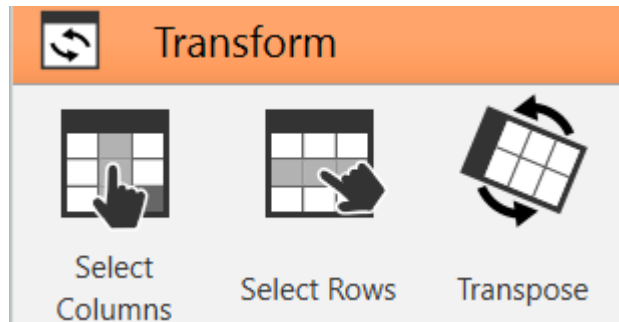 Transform
Select
Columns
Select Rows
Transpose